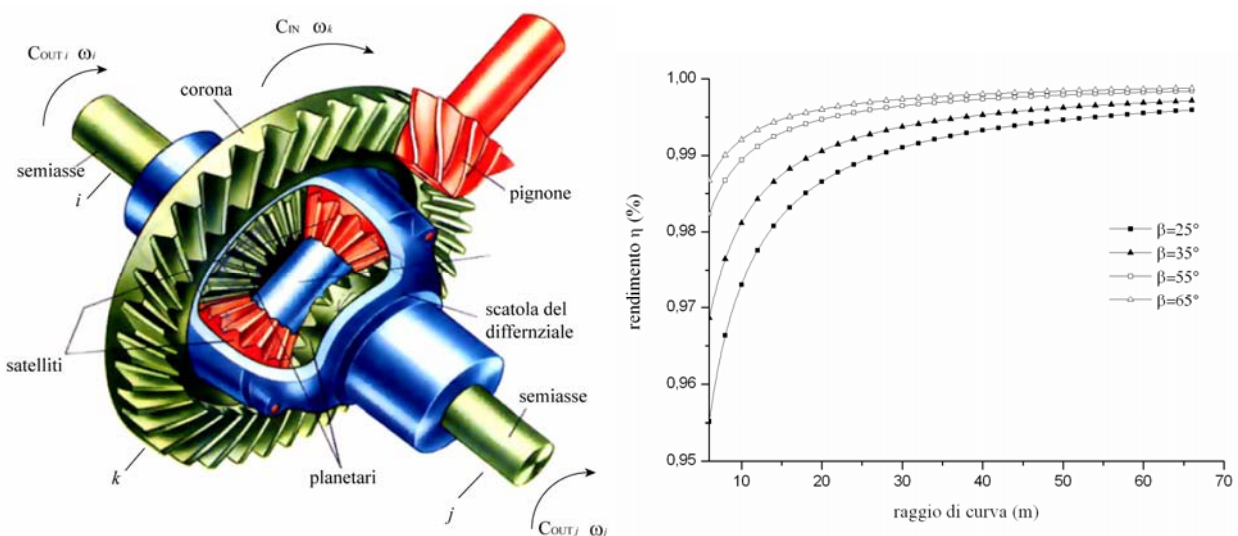 COUT i ωi
CIN ωk
corona
semiasse
i
pignone
satelliti
scatola del
differnziale
semiasse
planetari
k
j
COUT j ωj
1,00
0,99
0,98
0,97
0,96
0,95
rendimento η (%)
β=25°
β=35°
β=55°
β=65°
10 20 30 40 50 60 70
raggio di curva (m)